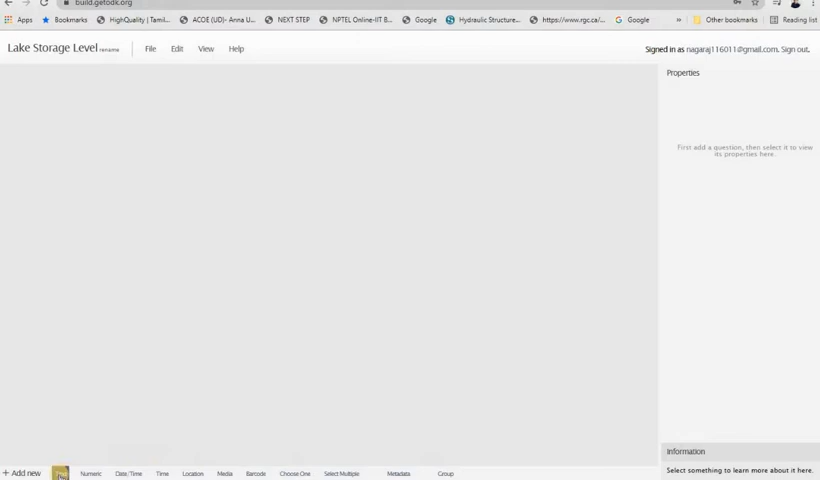 build.getodk.org
Apps Bookmarks HighQuality | Tamil... ACOE (UD)- Anna U... NEXT STEP NPTEL Online-IIT B... Google Hydraulic Structure... https://www.rgc.ca/... Google » Other bookmarks Reading list
Lake Storage Level rename File Edit View Help Signed in as nagaraj116011@gmail.com. Sign out.
Properties
First add a question, then select it to view
its properties here.
Information
+ Add new Text Numeric Date/Time Time Location Media Barcode Choose One Select Multiple Metadata Group
Select something to learn more about it here.